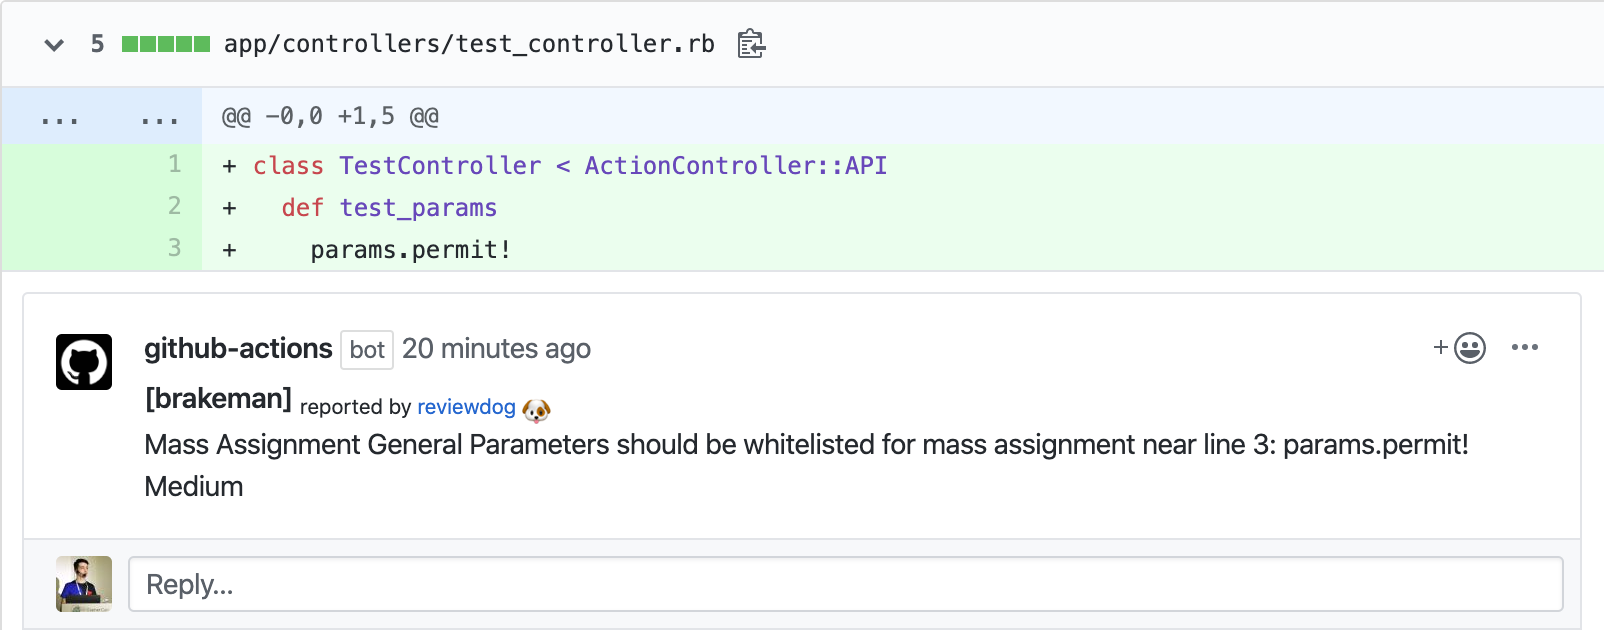 5 app/controllers/test_controller.rb
... ... @@ -0,0 +1,5 @@
1 + class TestController < ActionController::API
2 + def test_params
3 + params.permit!
github-actions bot 20 minutes ago
[brakeman] reported by reviewdog 🐶
Mass Assignment General Parameters should be whitelisted for mass assignment near line 3: params.permit!
Medium
Reply...